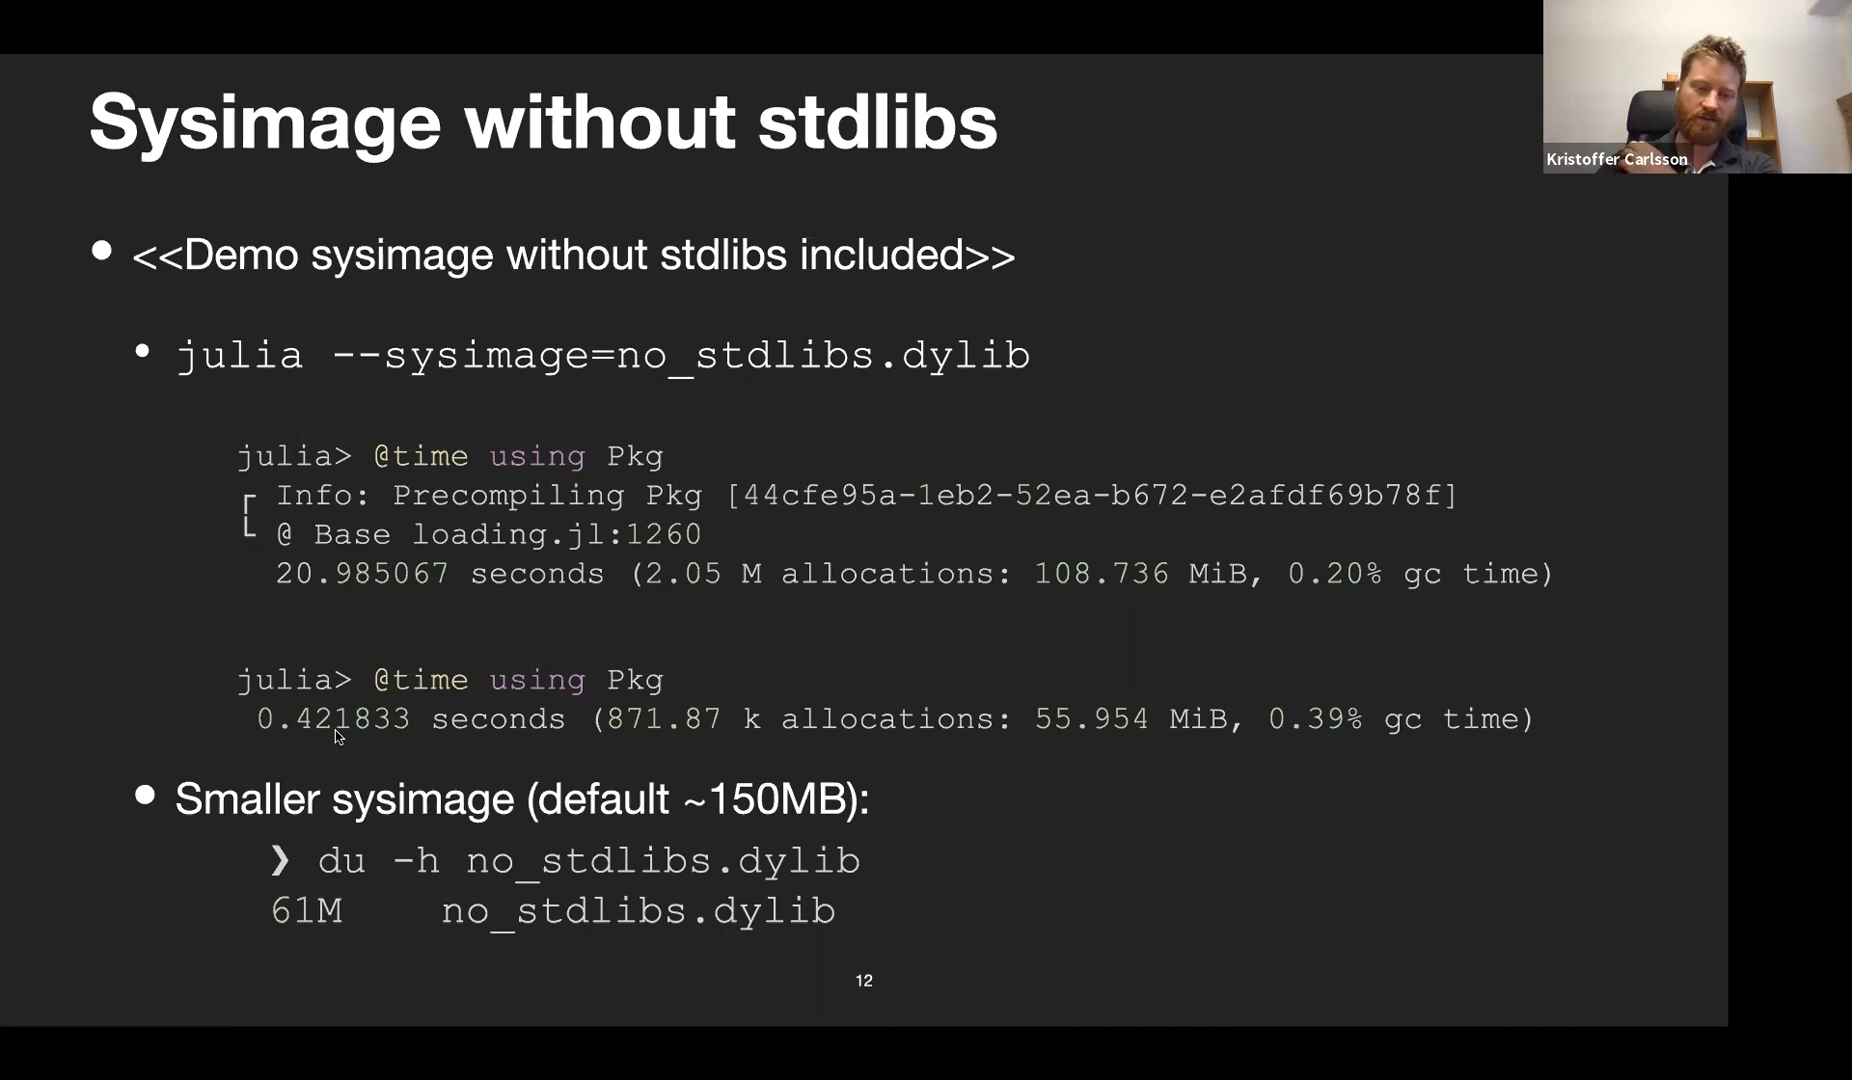 Sysimage without stdlibs
Kristoffer Carlsson
<<Demo sysimage without stdlibs included>>
julia --sysimage=no_stdlibs.dylib
julia> @time using Pkg
┌ Info: Precompiling Pkg [44cfe95a-1eb2-52ea-b672-e2afdf69b78f]
└ @ Base loading.jl:1260
20.985067 seconds (2.05 M allocations: 108.736 MiB, 0.20% gc time)
julia> @time using Pkg
0.421833 seconds (871.87 k allocations: 55.954 MiB, 0.39% gc time)
Smaller sysimage (default ~150MB):
❯ du -h no_stdlibs.dylib
61M no_stdlibs.dylib
12